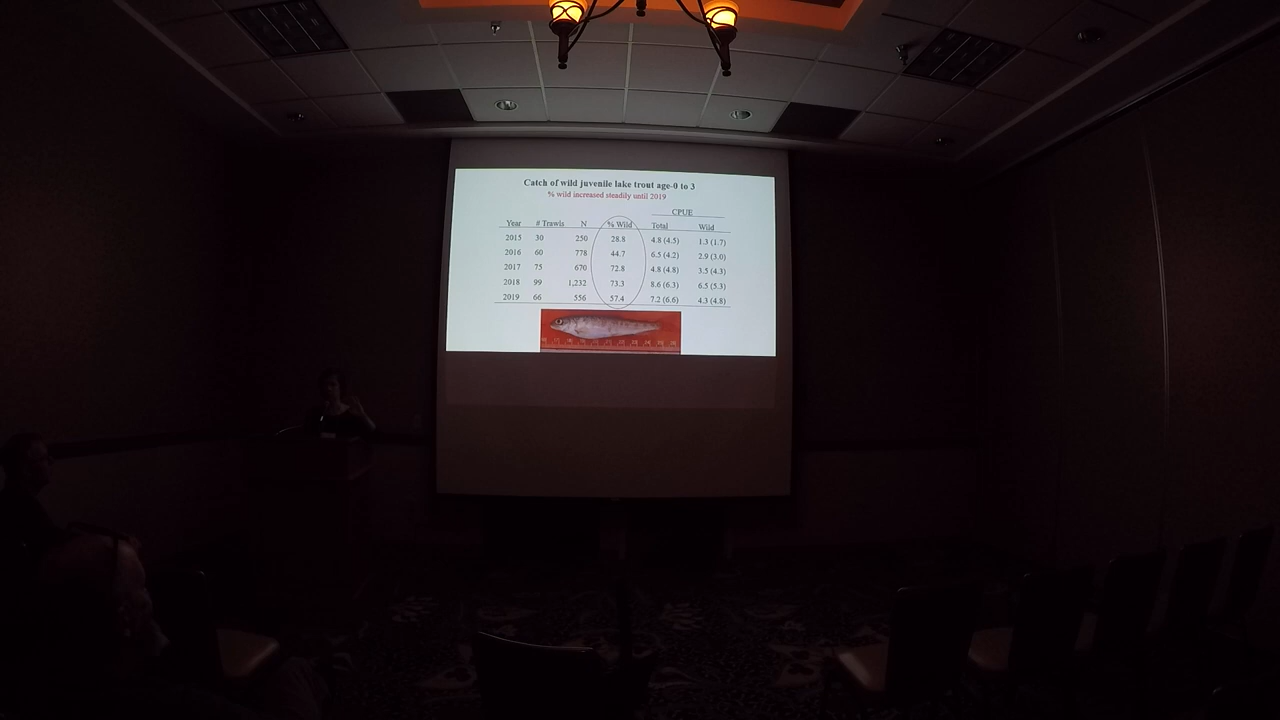 Catch of wild juvenile lake trout age-0 to 3
% wild increased steadily until 2019
CPUE
Year # Trawls N % Wild Total Wild
2015 30 250 28.8 4.8 (4.5) 1.3 (1.7)
2016 60 778 44.7 6.5 (4.2) 2.9 (3.0)
2017 75 670 72.8 4.8 (4.8) 3.5 (4.3)
2018 99 1,232 73.3 8.6 (6.3) 6.5 (5.3)
2019 66 556 57.4 7.2 (6.6) 4.3 (4.8)